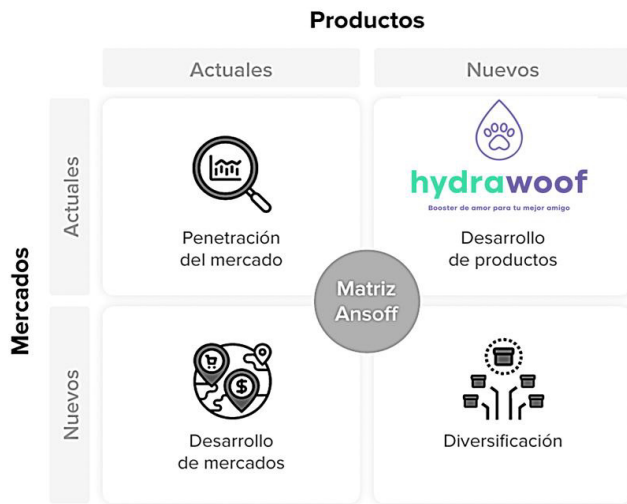 Productos
Actuales
Nuevos
Mercados
Actuales
Nuevos
Penetración
del mercado
hydrawoof
Booster de amor para tu mejor amigo
Desarrollo
de productos
Matriz
Ansoff
Desarrollo
de mercados
Diversificación